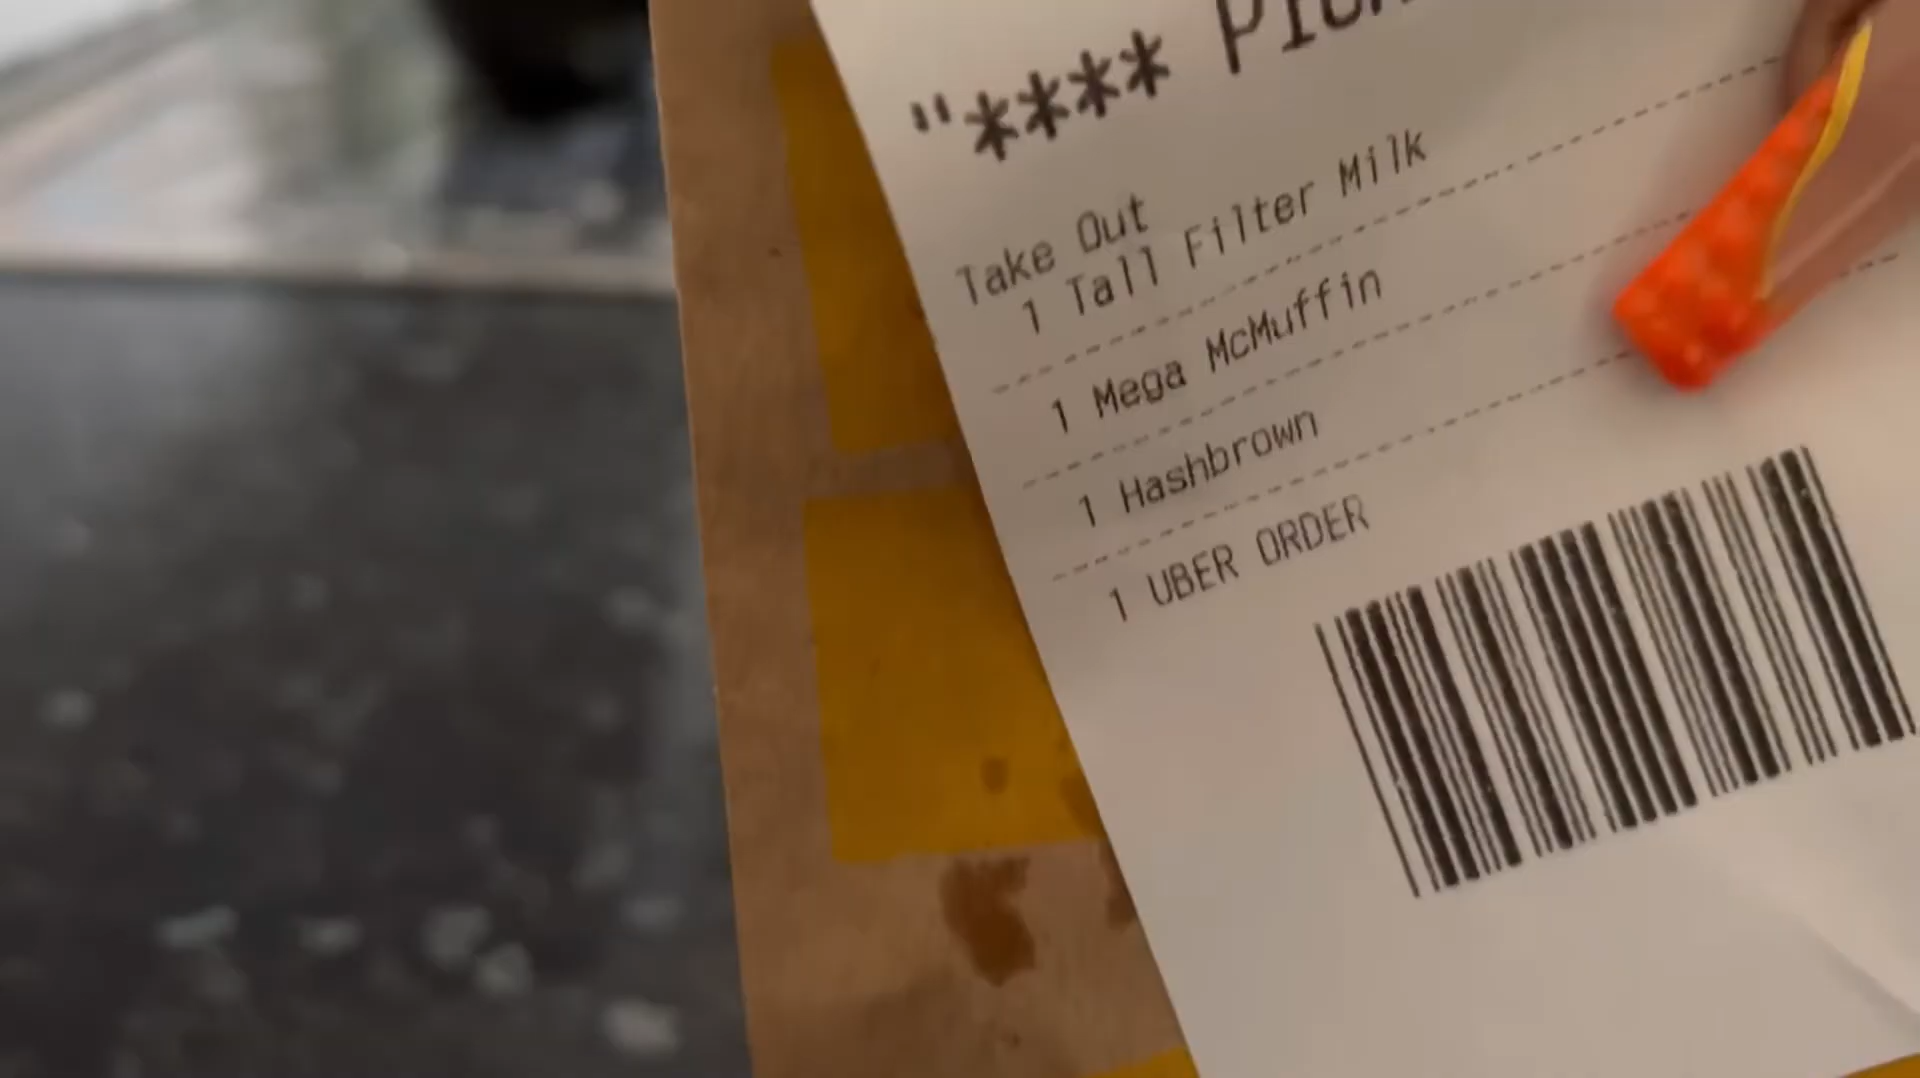 "****
Take Out
1 Tall Filter Milk
1 Mega McMuffin
1 Hashbrown
1 UBER ORDER